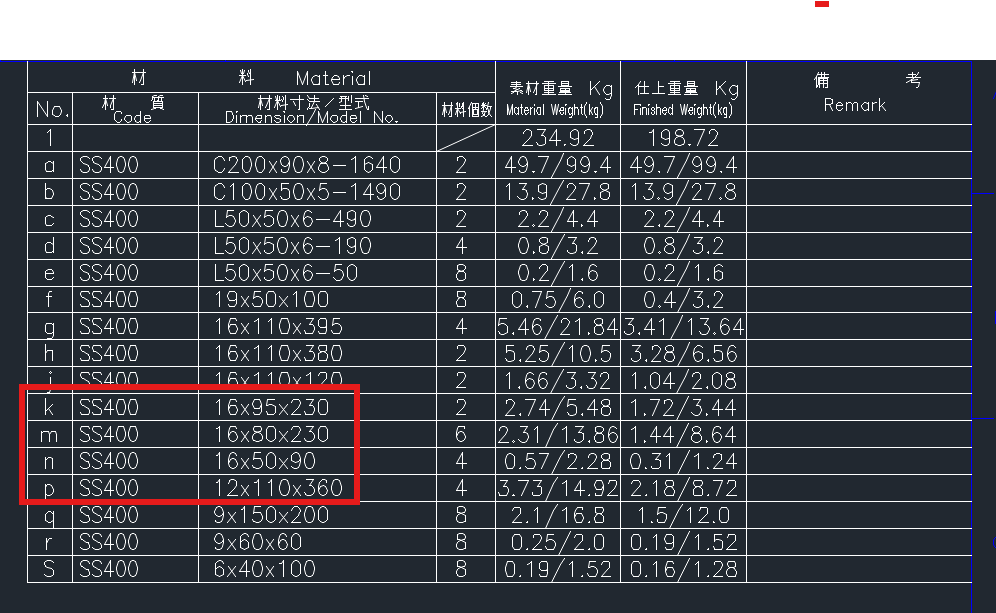 材 料 Material
素材重量 Kg
Material Weight(kg)
仕上重量 Kg
Finished Weight(kg)
備 考
Remark
No.
材 質
Code
材料寸法／型式
Dimension/Model No.
材料個数
1 234.92 198.72
a SS400 C200x90x8-1640 2 49.7/99.4 49.7/99.4
b SS400 C100x50x5-1490 2 13.9/27.8 13.9/27.8
c SS400 L50x50x6-490 2 2.2/4.4 2.2/4.4
d SS400 L50x50x6-190 4 0.8/3.2 0.8/3.2
e SS400 L50x50x6-50 8 0.2/1.6 0.2/1.6
f SS400 19x50x100 8 0.75/6.0 0.4/3.2
g SS400 16x110x395 4 5.46/21.84 3.41/13.64
h SS400 16x110x380 2 5.25/10.5 3.28/6.56
j SS400 16x110x120 2 1.66/3.32 1.04/2.08
k SS400 16x95x230 2 2.74/5.48 1.72/3.44
m SS400 16x80x230 6 2.31/13.86 1.44/8.64
n SS400 16x50x90 4 0.57/2.28 0.31/1.24
p SS400 12x110x360 4 3.73/14.92 2.18/8.72
q SS400 9x150x200 8 2.1/16.8 1.5/12.0
r SS400 9x60x60 8 0.25/2.0 0.19/1.52
S SS400 6x40x100 8 0.19/1.52 0.16/1.28